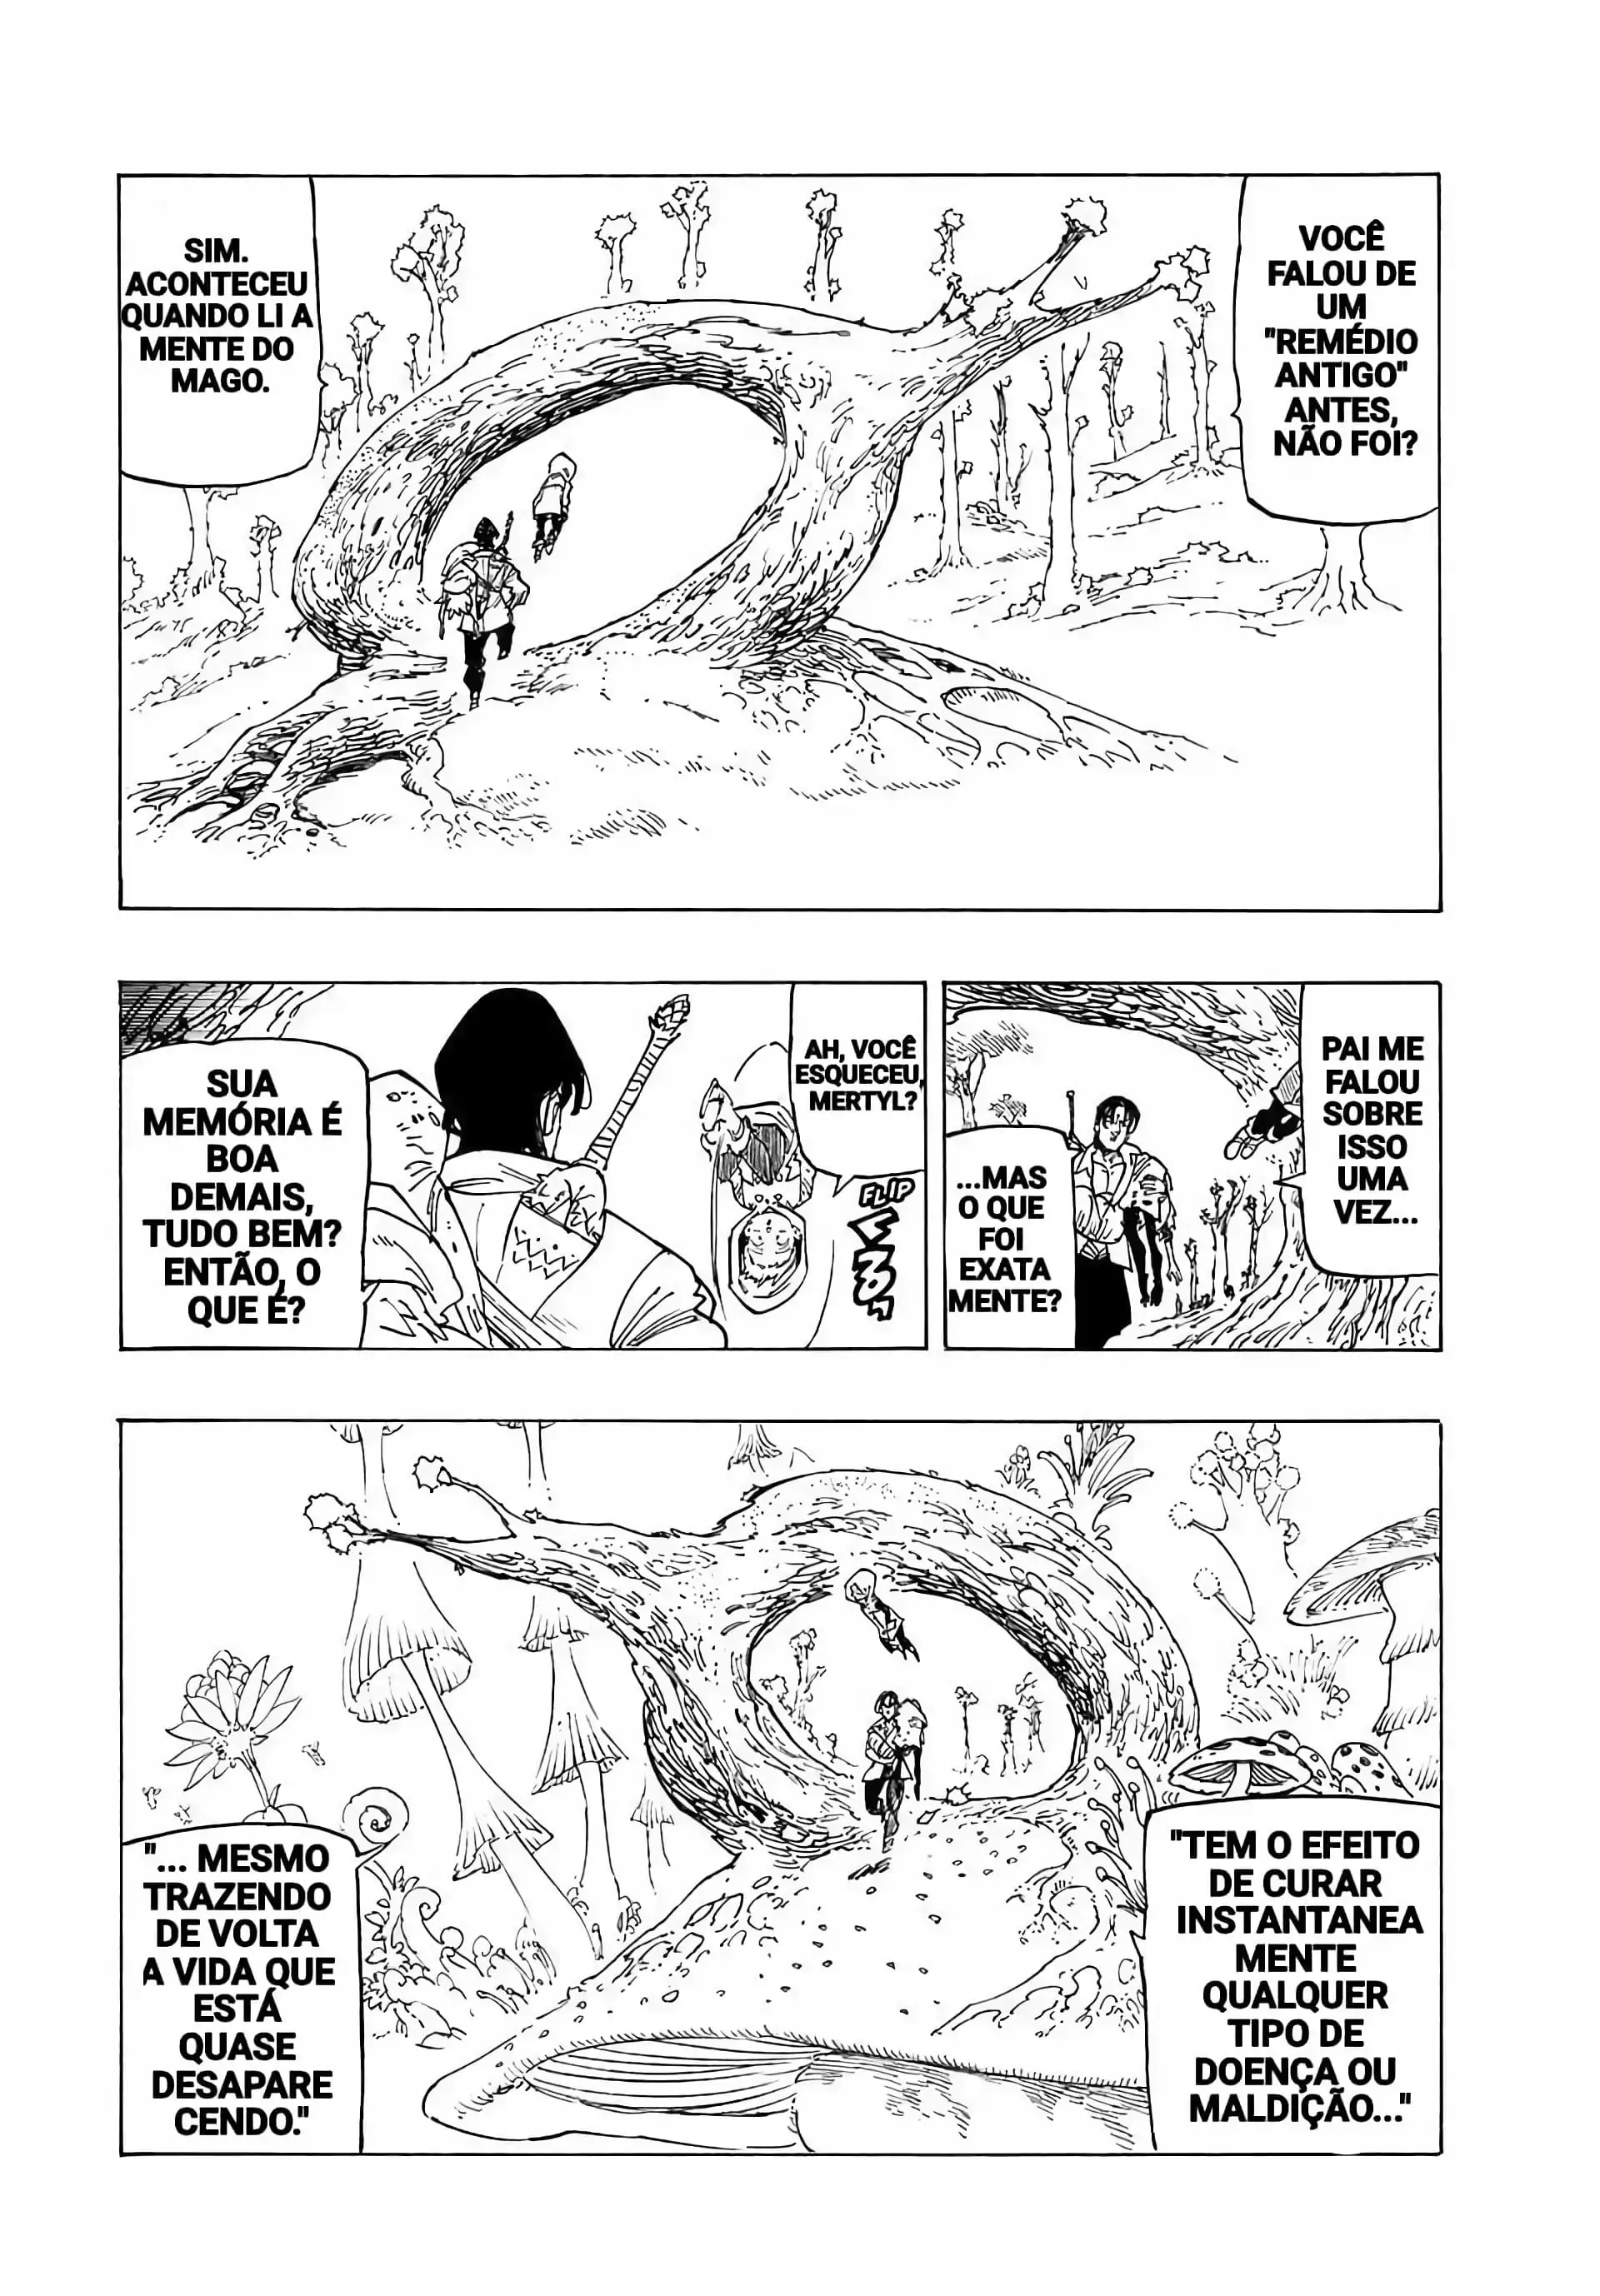 VOCÊ
FALOU DE
UM
"REMÉDIO
ANTIGO"
ANTES,
NÃO FOI?
SIM.
ACONTECEU
QUANDO LI A
MENTE DO
MAGO.
PAI ME
FALOU
SOBRE
ISSO
UMA
VEZ...
...MAS
O QUE
FOI
EXATA
MENTE?
AH, VOCÊ
ESQUECEU,
MERTYL?
FLIP
SUA
MEMÓRIA É
BOA
DEMAIS,
TUDO BEM?
ENTÃO, O
QUE É?
"TEM O EFEITO
DE CURAR
INSTANTANEA
MENTE
QUALQUER
TIPO DE
DOENÇA OU
MALDIÇÃO..."
"... MESMO
TRAZENDO
DE VOLTA
A VIDA QUE
ESTÁ
QUASE
DESAPARE
CENDO."